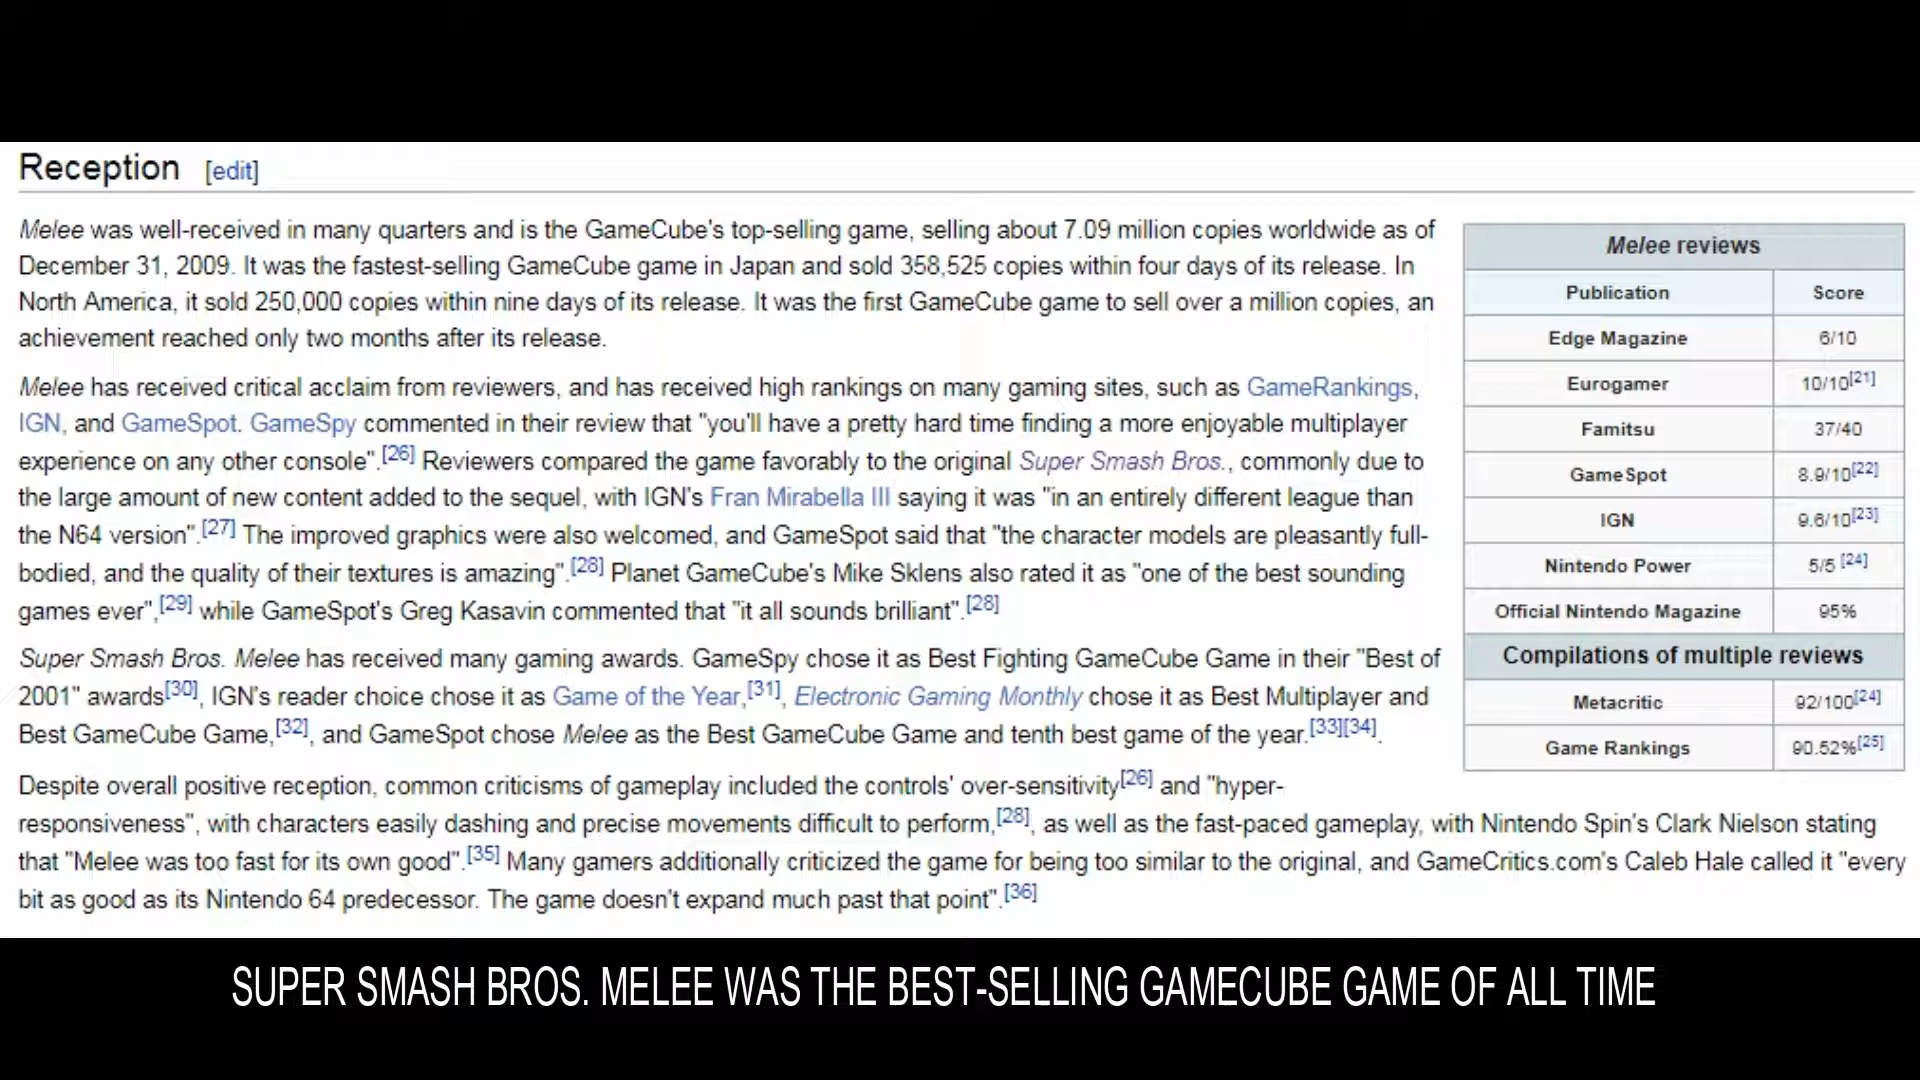 Reception [edit]
Melee was well-received in many quarters and is the GameCube's top-selling game, selling about 7.09 million copies worldwide as of
December 31, 2009. It was the fastest-selling GameCube game in Japan and sold 358,525 copies within four days of its release. In
North America, it sold 250,000 copies within nine days of its release. It was the first GameCube game to sell over a million copies, an
achievement reached only two months after its release.
Melee has received critical acclaim from reviewers, and has received high rankings on many gaming sites, such as GameRankings,
IGN, and GameSpot. GameSpy commented in their review that "you'll have a pretty hard time finding a more enjoyable multiplayer
experience on any other console".[26] Reviewers compared the game favorably to the original Super Smash Bros., commonly due to
the large amount of new content added to the sequel, with IGN's Fran Mirabella III saying it was "in an entirely different league than
the N64 version".[27] The improved graphics were also welcomed, and GameSpot said that "the character models are pleasantly full-
bodied, and the quality of their textures is amazing".[28] Planet GameCube's Mike Sklens also rated it as "one of the best sounding
games ever",[29] while GameSpot's Greg Kasavin commented that "it all sounds brilliant".[28]
Super Smash Bros. Melee has received many gaming awards. GameSpy chose it as Best Fighting GameCube Game in their "Best of
2001" awards[30], IGN's reader choice chose it as Game of the Year,[31], Electronic Gaming Monthly chose it as Best Multiplayer and
Best GameCube Game,[32], and GameSpot chose Melee as the Best GameCube Game and tenth best game of the year.[33][34].
Despite overall positive reception, common criticisms of gameplay included the controls' over-sensitivity[26] and "hyper-
responsiveness", with characters easily dashing and precise movements difficult to perform,[28], as well as the fast-paced gameplay, with Nintendo Spin's Clark Nielson stating
that "Melee was too fast for its own good".[35] Many gamers additionally criticized the game for being too similar to the original, and GameCritics.com's Caleb Hale called it "every
bit as good as its Nintendo 64 predecessor. The game doesn't expand much past that point".[36]
Melee reviews
Publication Score
Edge Magazine 6/10
Eurogamer 10/10[21]
Famitsu 37/40
GameSpot 8.9/10[22]
IGN 9.6/10[23]
Nintendo Power 5/5 [24]
Official Nintendo Magazine 95%
Compilations of multiple reviews
Metacritic 92/100[24]
Game Rankings 90.52%[25]
SUPER SMASH BROS. MELEE WAS THE BEST-SELLING GAMECUBE GAME OF ALL TIME